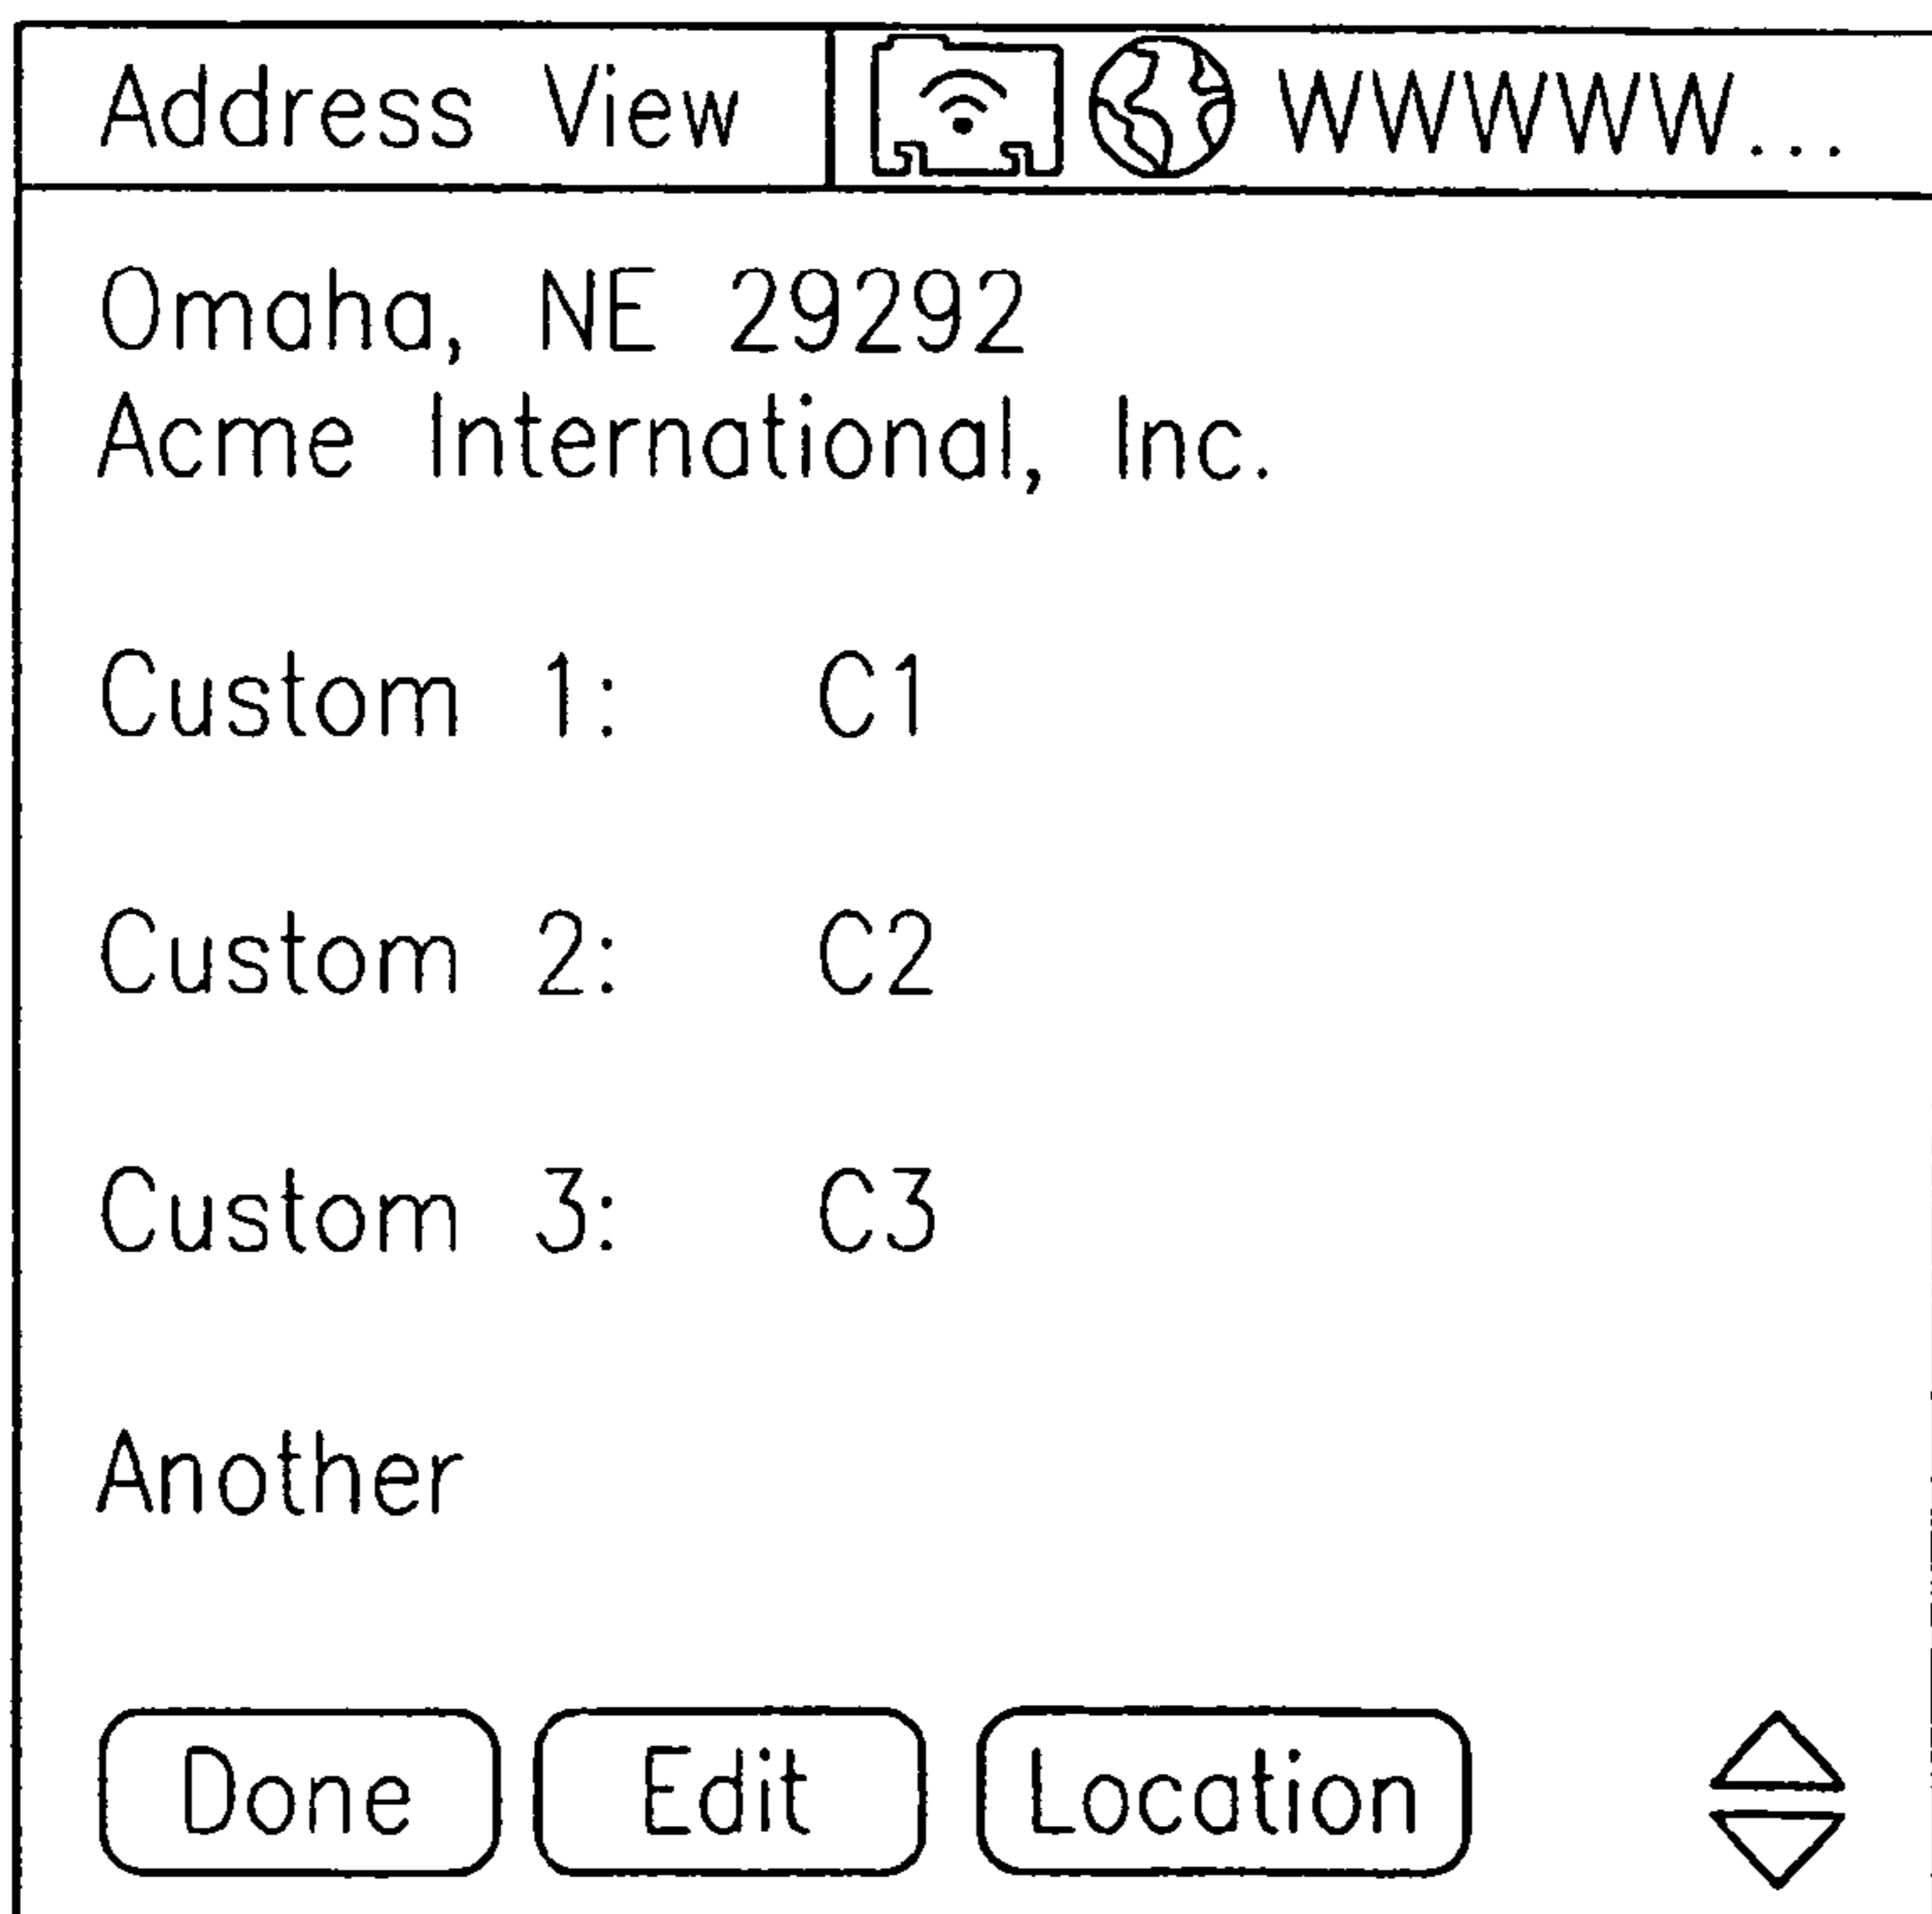 Address View WWWWW...
Omaha, NE 29292
Acme International, Inc.
Custom 1: C1
Custom 2: C2
Custom 3: C3
Another
Done Edit Location